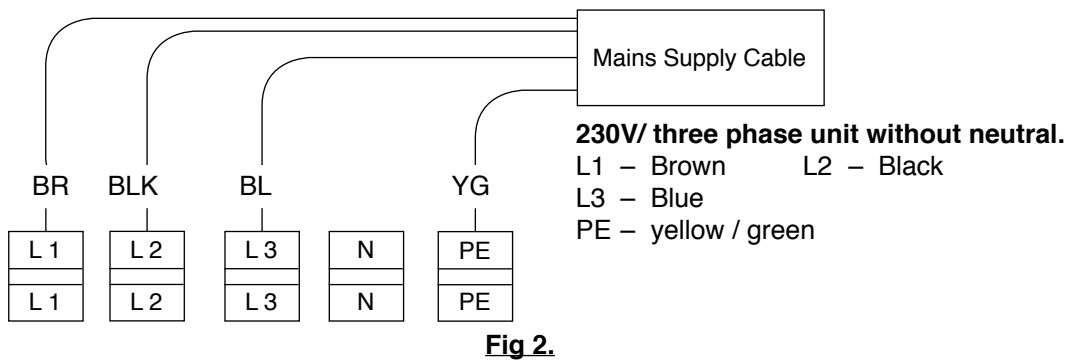 Mains Supply Cable
230V/ three phase unit without neutral.
L1 – Brown L2 – Black
L3 – Blue
PE – yellow / green
BR BLK BL YG
L 1 L 2 L 3 N PE
L 1 L 2 L 3 N PE
Fig 2.